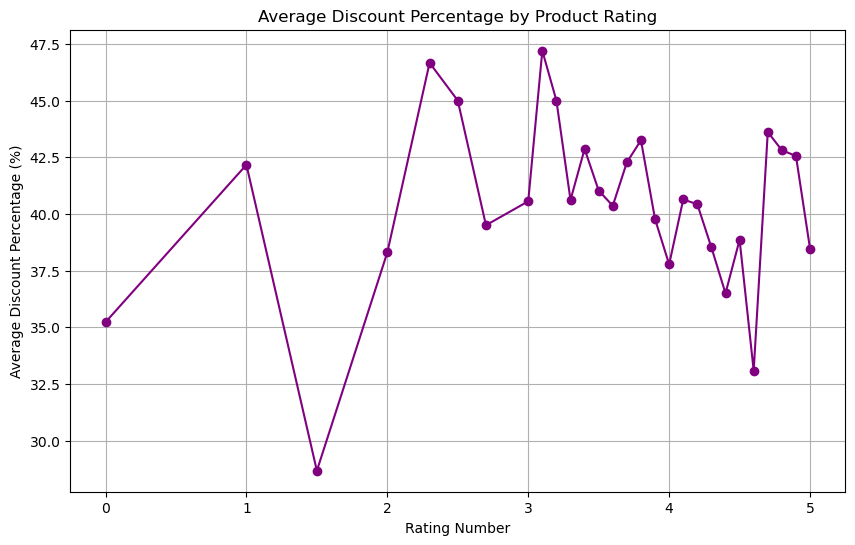 Average Discount Percentage by Product Rating
47.5
45.0
42.5
40.0
37.5
35.0
32.5
30.0
Average Discount Percentage (%)
0 1 2 3 4 5
Rating Number